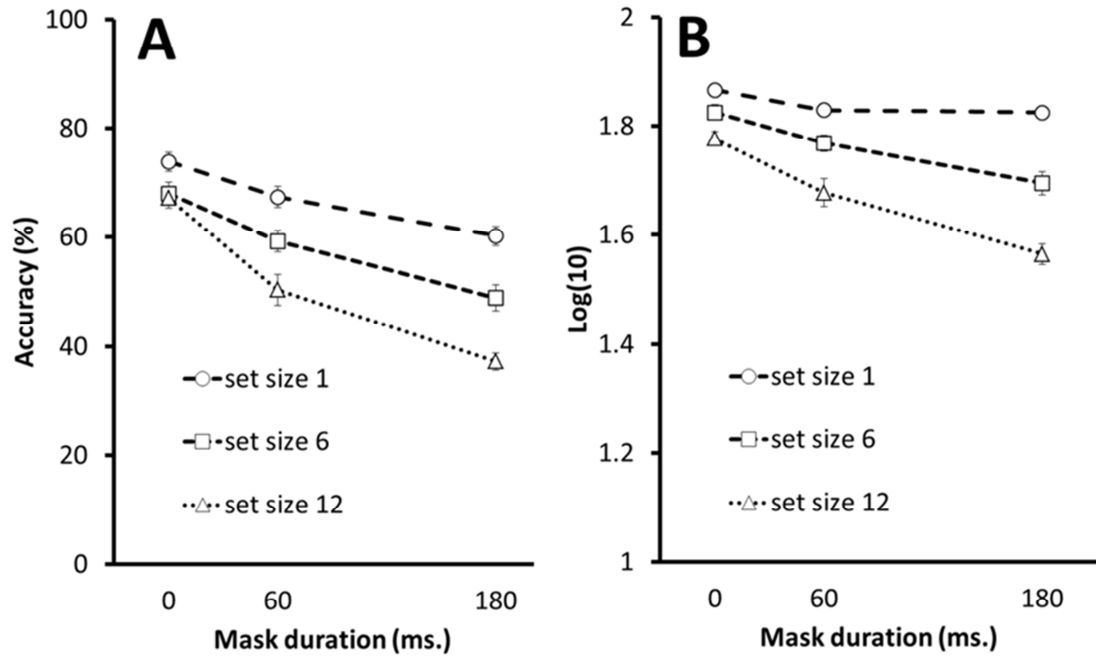 A
100
80
60
40
20
0
Accuracy (%)
set size 1
set size 6
set size 12
0 60 180
Mask duration (ms.)
B
2
1.8
1.6
1.4
1.2
1
Log(10)
set size 1
set size 6
set size 12
0 60 180
Mask duration (ms.)